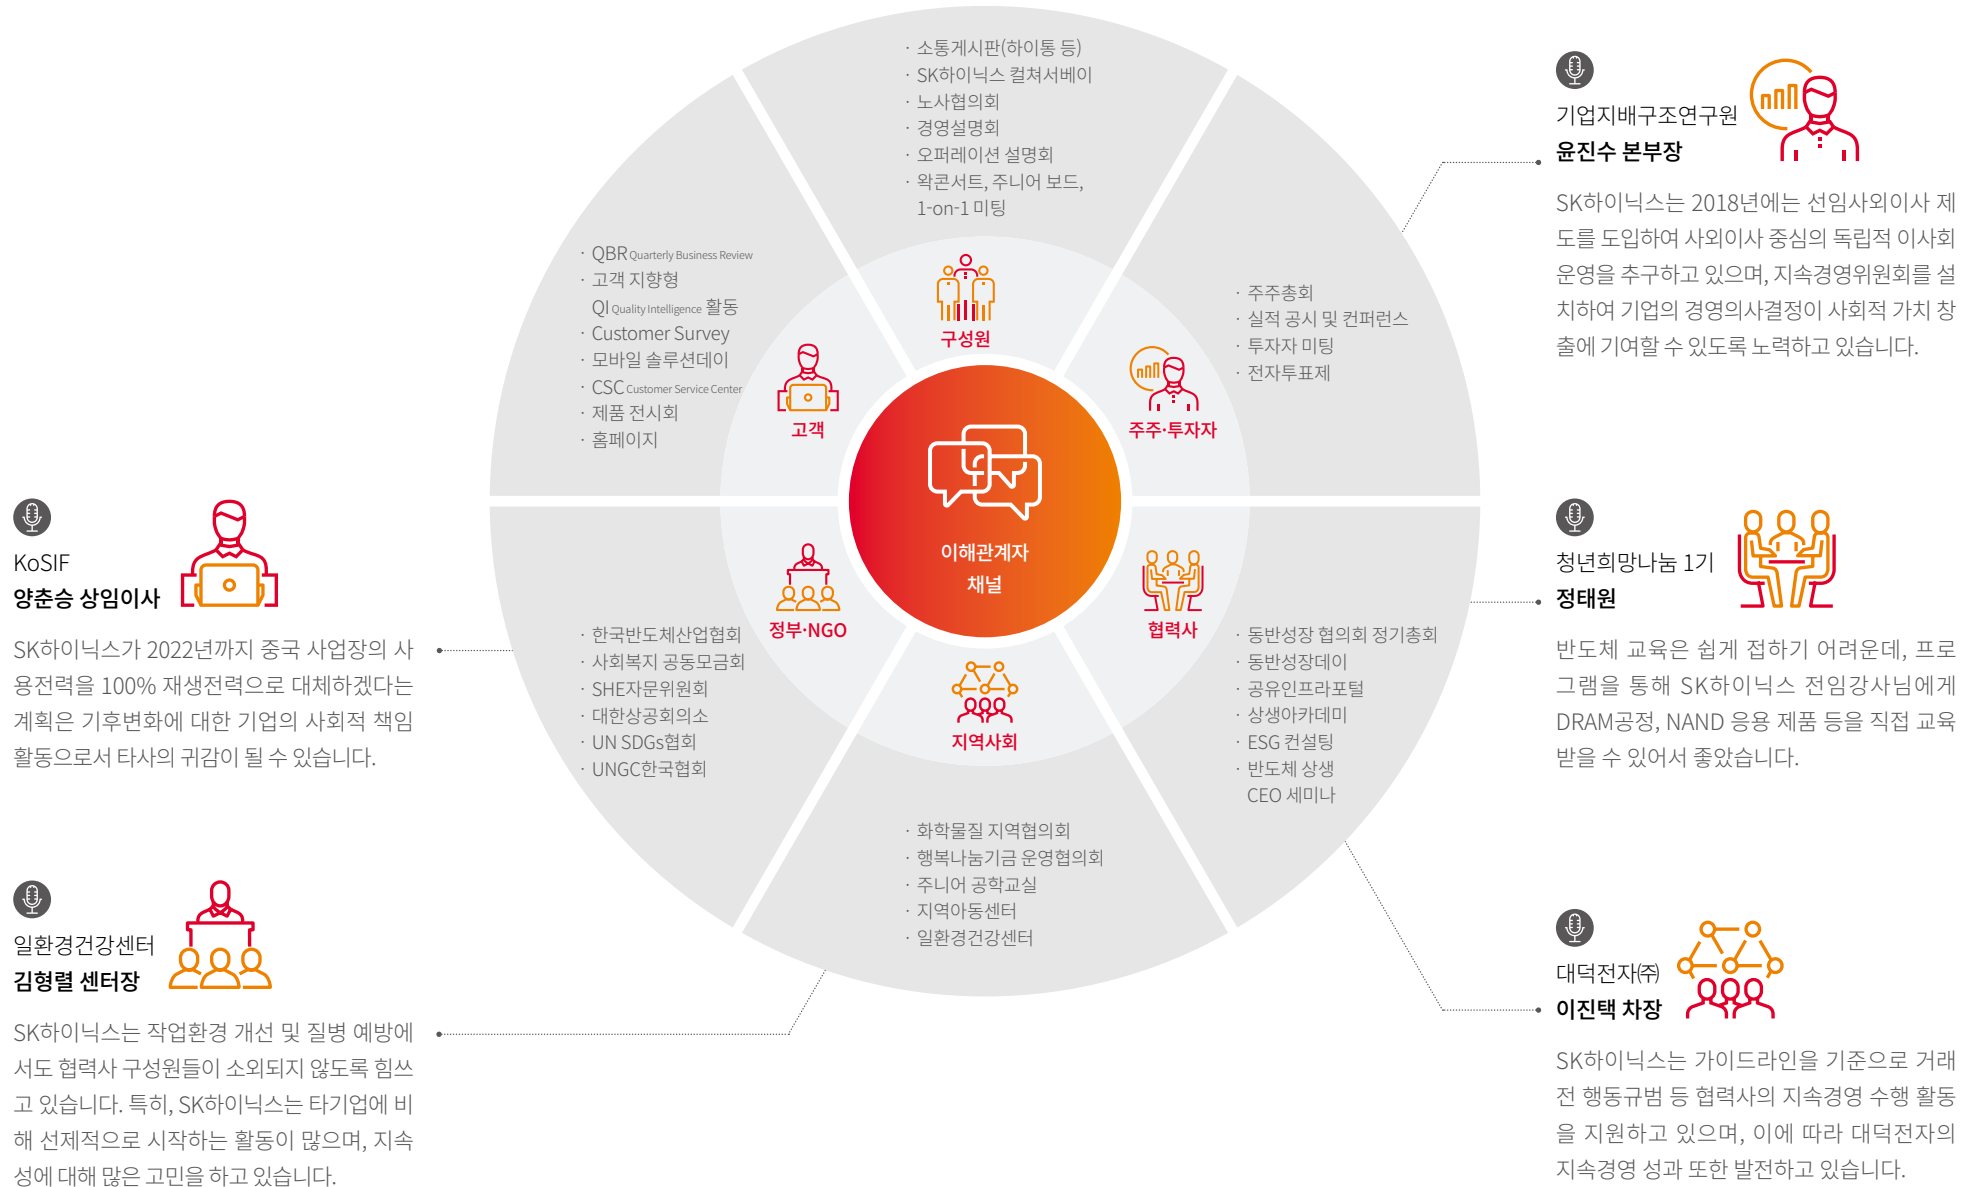 · 소통게시판(하이통 등)
· SK하이닉스 컬쳐서베이
· 노사협의회
· 경영설명회
· 오퍼레이션 설명회
· 왁콘서트, 주니어 보드,
1-on-1 미팅
구성원
· QBR Quarterly Business Review
· 고객 지향형
QI Quality Intelligence 활동
· Customer Survey
· 모바일 솔루션데이
· CSC Customer Service Center
· 제품 전시회
· 홈페이지
고객
· 주주총회
· 실적 공시 및 컨퍼런스
· 투자자 미팅
· 전자투표제
주주·투자자
이해관계자
채널
정부·NGO
· 한국반도체산업협회
· 사회복지 공동모금회
· SHE자문위원회
· 대한상공회의소
· UN SDGs협회
· UNGC한국협회
협력사
· 동반성장 협의회 정기총회
· 동반성장데이
· 공유인프라포털
· 상생아카데미
· ESG 컨설팅
· 반도체 상생
CEO 세미나
지역사회
· 화학물질 지역협의회
· 행복나눔기금 운영협의회
· 주니어 공학교실
· 지역아동센터
· 일환경건강센터
KoSIF
양춘승 상임이사
SK하이닉스가 2022년까지 중국 사업장의 사
용전력을 100% 재생전력으로 대체하겠다는
계획은 기후변화에 대한 기업의 사회적 책임
활동으로서 타사의 귀감이 될 수 있습니다.
일환경건강센터
김형렬 센터장
SK하이닉스는 작업환경 개선 및 질병 예방에
서도 협력사 구성원들이 소외되지 않도록 힘쓰
고 있습니다. 특히, SK하이닉스는 타기업에 비
해 선제적으로 시작하는 활동이 많으며, 지속
성에 대해 많은 고민을 하고 있습니다.
기업지배구조연구원
윤진수 본부장
SK하이닉스는 2018년에는 선임사외이사 제
도를 도입하여 사외이사 중심의 독립적 이사회
운영을 추구하고 있으며, 지속경영위원회를 설
치하여 기업의 경영의사결정이 사회적 가치 창
출에 기여할 수 있도록 노력하고 있습니다.
청년희망나눔 1기
정태원
반도체 교육은 쉽게 접하기 어려운데, 프로
그램을 통해 SK하이닉스 전임강사님에게
DRAM공정, NAND 응용 제품 등을 직접 교육
받을 수 있어서 좋았습니다.
대덕전자㈜
이진택 차장
SK하이닉스는 가이드라인을 기준으로 거래
전 행동규범 등 협력사의 지속경영 수행 활동
을 지원하고 있으며, 이에 따라 대덕전자의
지속경영 성과 또한 발전하고 있습니다.